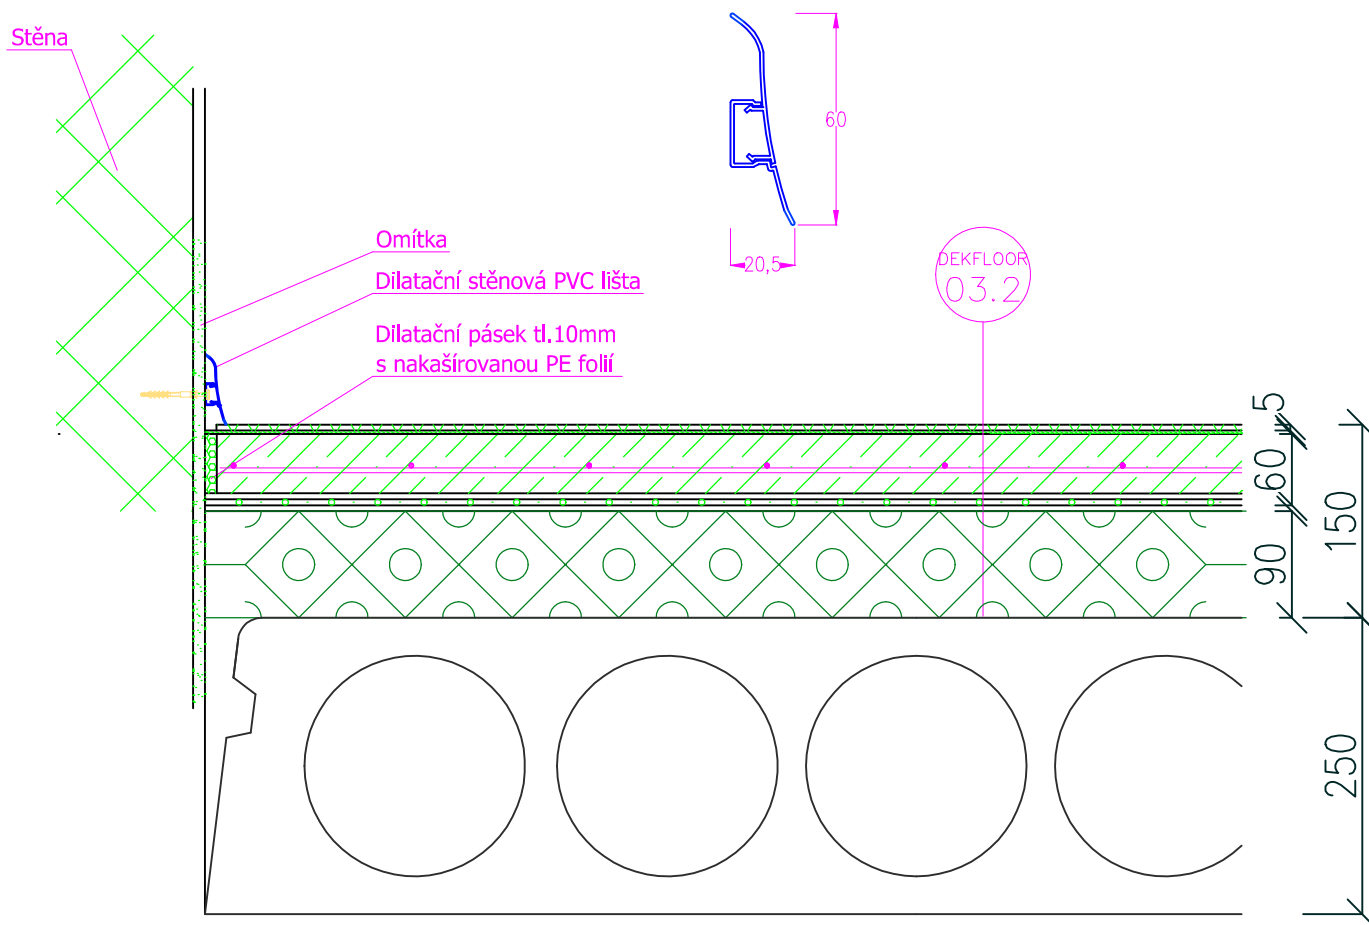 Stěna
60
20,5
Omítka
Dilatační stěnová PVC lišta
Dilatační pásek tl.10mm
s nakašírovanou PE folií
DEKFLOOR
03.2
5
60
150
90
250